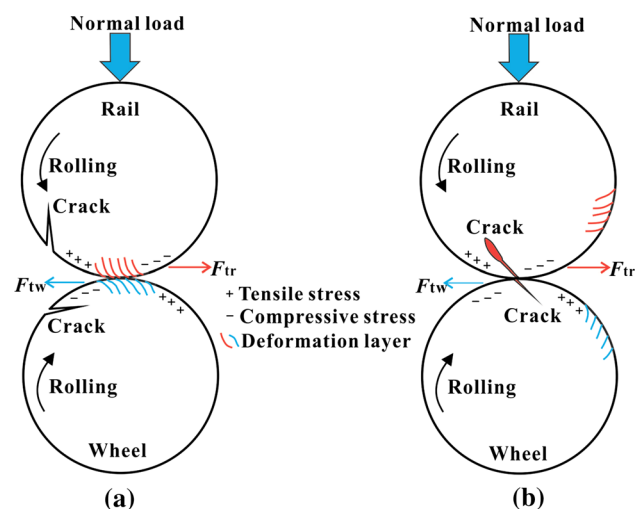 Normal load
Rail
Rolling
Crack
+++
---
Ftr
Ftw
---
+++
Crack
Rolling
Wheel
(a)
+ Tensile stress
- Compressive stress
Deformation layer
Normal load
Rail
Rolling
Crack
+++
---
Ftr
Ftw
---
+++
Crack
Rolling
Wheel
(b)